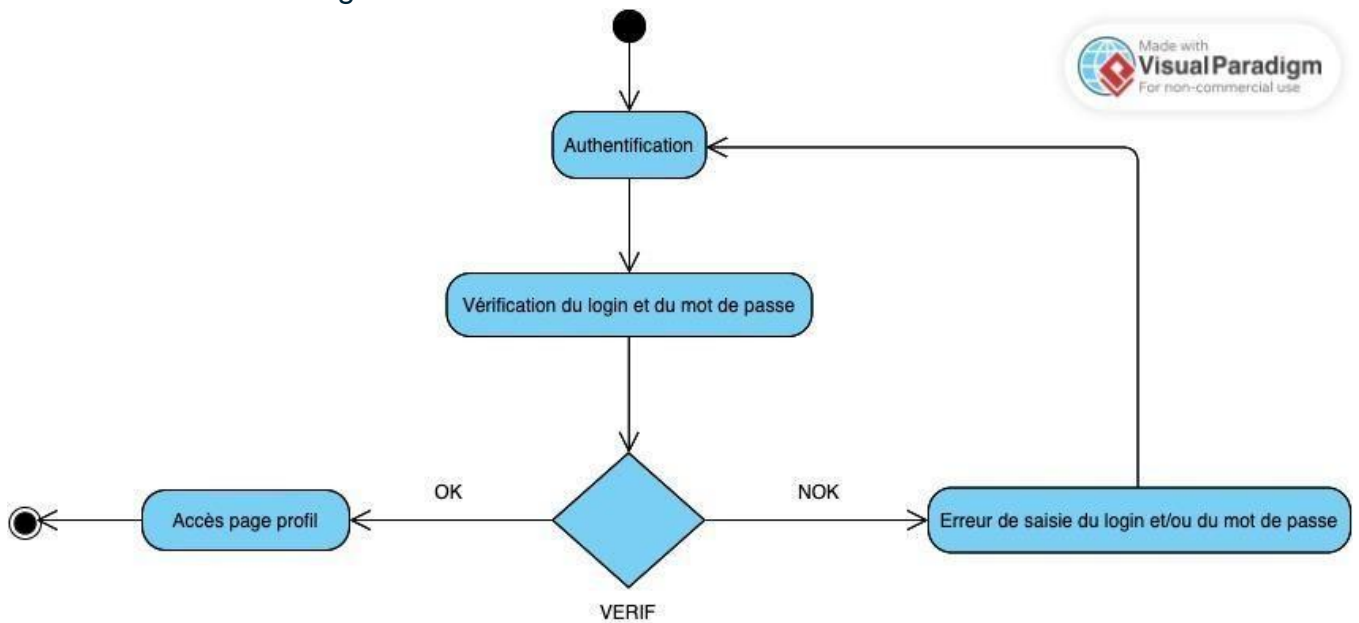 Made with
Visual Paradigm
For non-commercial use
Authentification
Vérification du login et du mot de passe
OK
NOK
Accès page profil
Erreur de saisie du login et/ou du mot de passe
VERIF